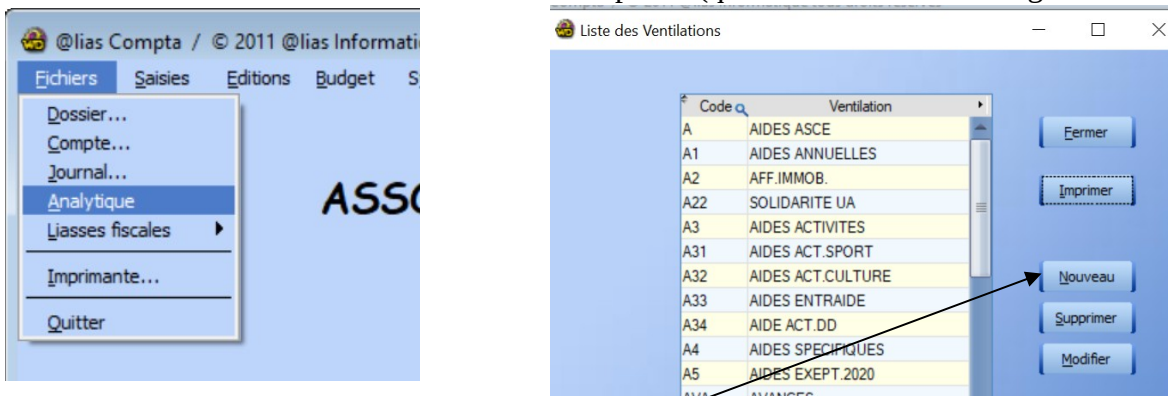 @lias Compta / © 2011 @lias Informati
Fichiers Saisies Editions Budget S
Dossier...
Compte...
Journal...
Analytique
Liasses fiscales
Imprimante...
Quitter
ASSO
Liste des Ventilations
Code Ventilation
A AIDES ASCE
A1 AIDES ANNUELLES
A2 AFF.IMMOB.
A22 SOLIDARITE UA
A3 AIDES ACTIVITES
A31 AIDES ACT.SPORT
A32 AIDES ACT.CULTURE
A33 AIDES ENTRAIDE
A34 AIDE ACT.DD
A4 AIDES SPECIFIQUES
A5 AIDES EXEPT.2020
AVA AVANCES
Fermer
Imprimer
Nouveau
Supprimer
Modifier